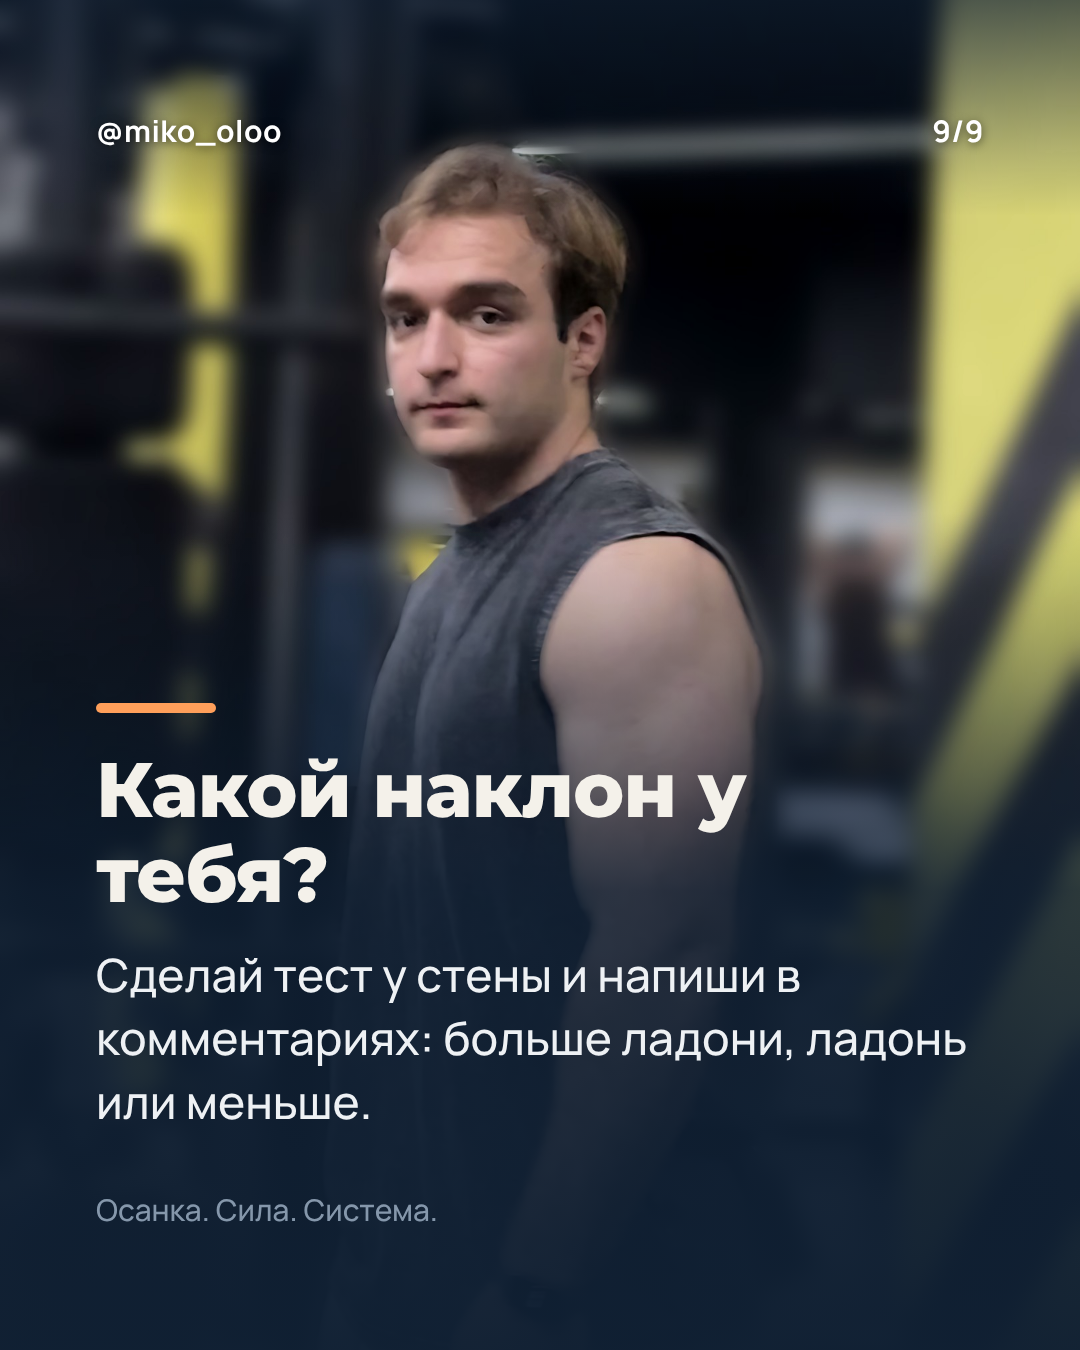 @miko_oloo
9/9
Какой наклон у
тебя?
Сделай тест у стены и напиши в
комментариях: больше ладони, ладонь
или меньше.
Осанка. Сила. Система.